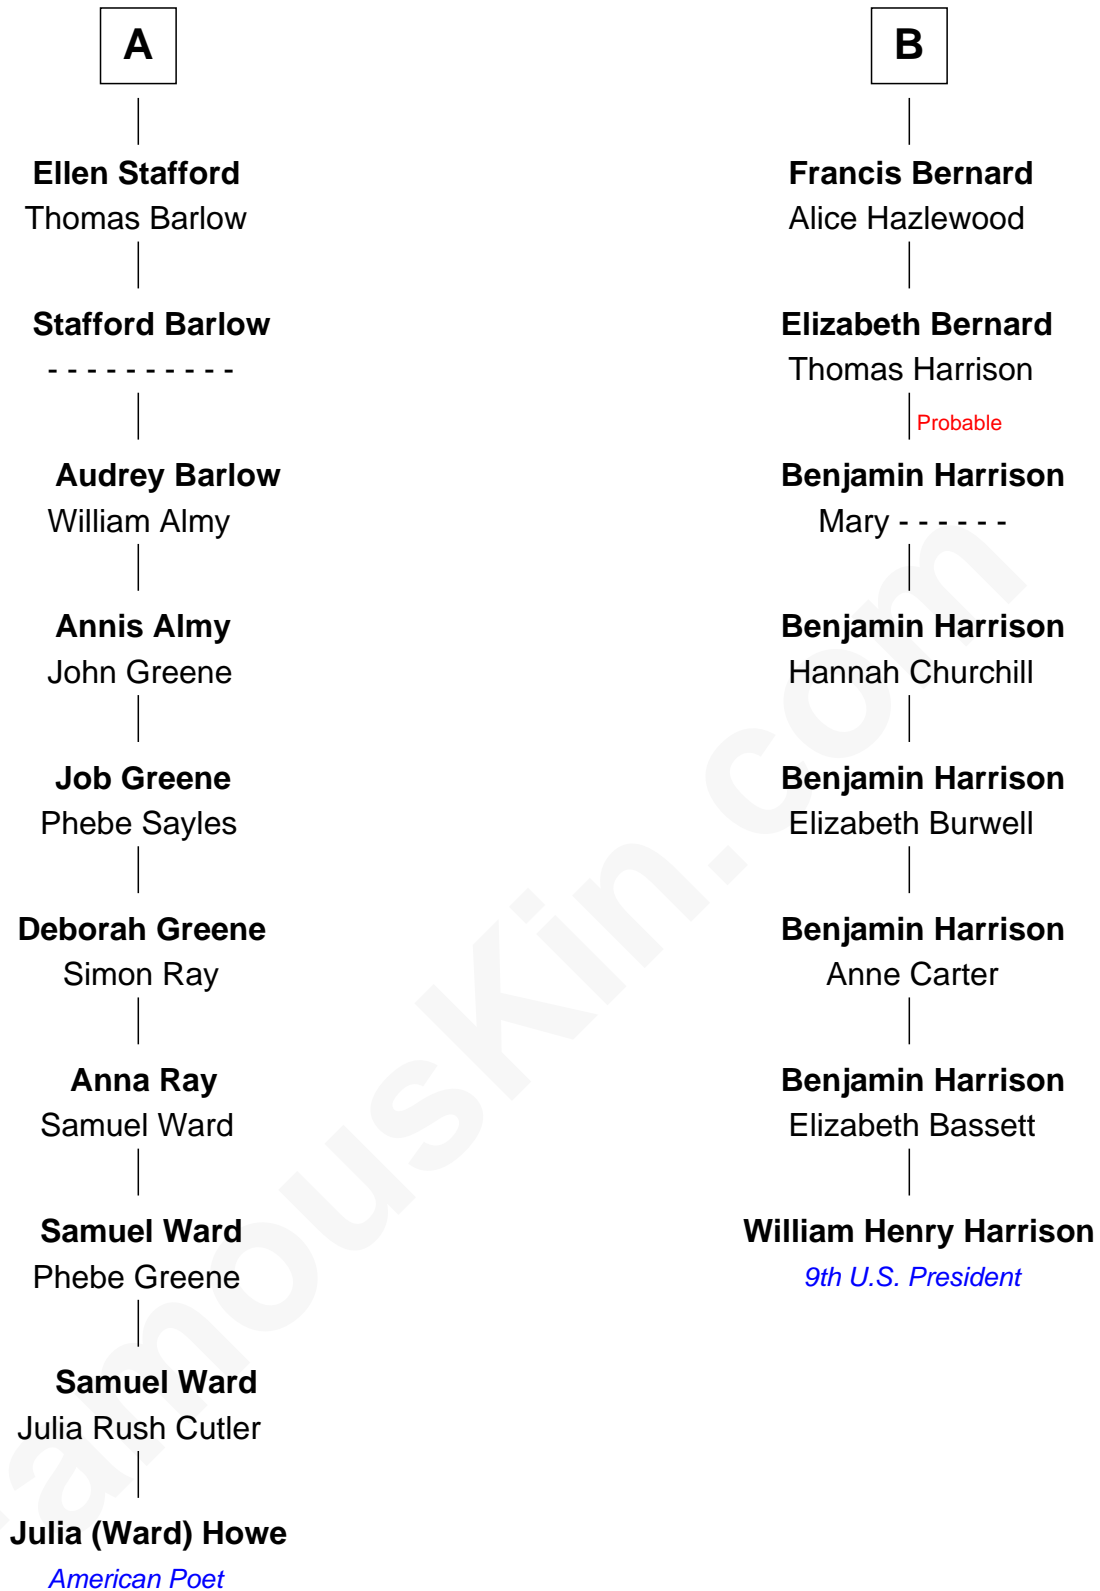 A
Ellen Stafford
Thomas Barlow
Stafford Barlow
- - - - - - - - - -
Audrey Barlow
William Almy
Annis Almy
John Greene
Job Greene
Phebe Sayles
Deborah Greene
Simon Ray
Anna Ray
Samuel Ward
Samuel Ward
Phebe Greene
Samuel Ward
Julia Rush Cutler
Julia (Ward) Howe
American Poet
B
Francis Bernard
Alice Hazlewood
Elizabeth Bernard
Thomas Harrison
Probable
Benjamin Harrison
Mary - - - - - -
Benjamin Harrison
Hannah Churchill
Benjamin Harrison
Elizabeth Burwell
Benjamin Harrison
Anne Carter
Benjamin Harrison
Elizabeth Bassett
William Henry Harrison
9th U.S. President
famouskin.com